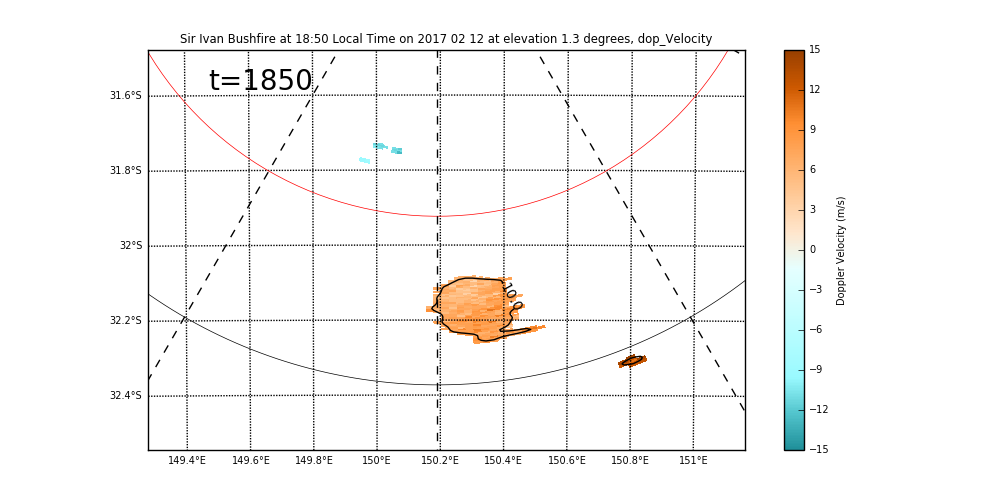 Sir Ivan Bushfire at 18:50 Local Time on 2017 02 12 at elevation 1.3 degrees, dop_Velocity
t=1850
31.6°S
31.8°S
32°S
32.2°S
32.4°S
149.4°E 149.6°E 149.8°E 150°E 150.2°E 150.4°E 150.6°E 150.8°E 151°E
15
12
9
6
3
0
−3
−6
−9
−12
−15
Doppler Velocity (m/s)